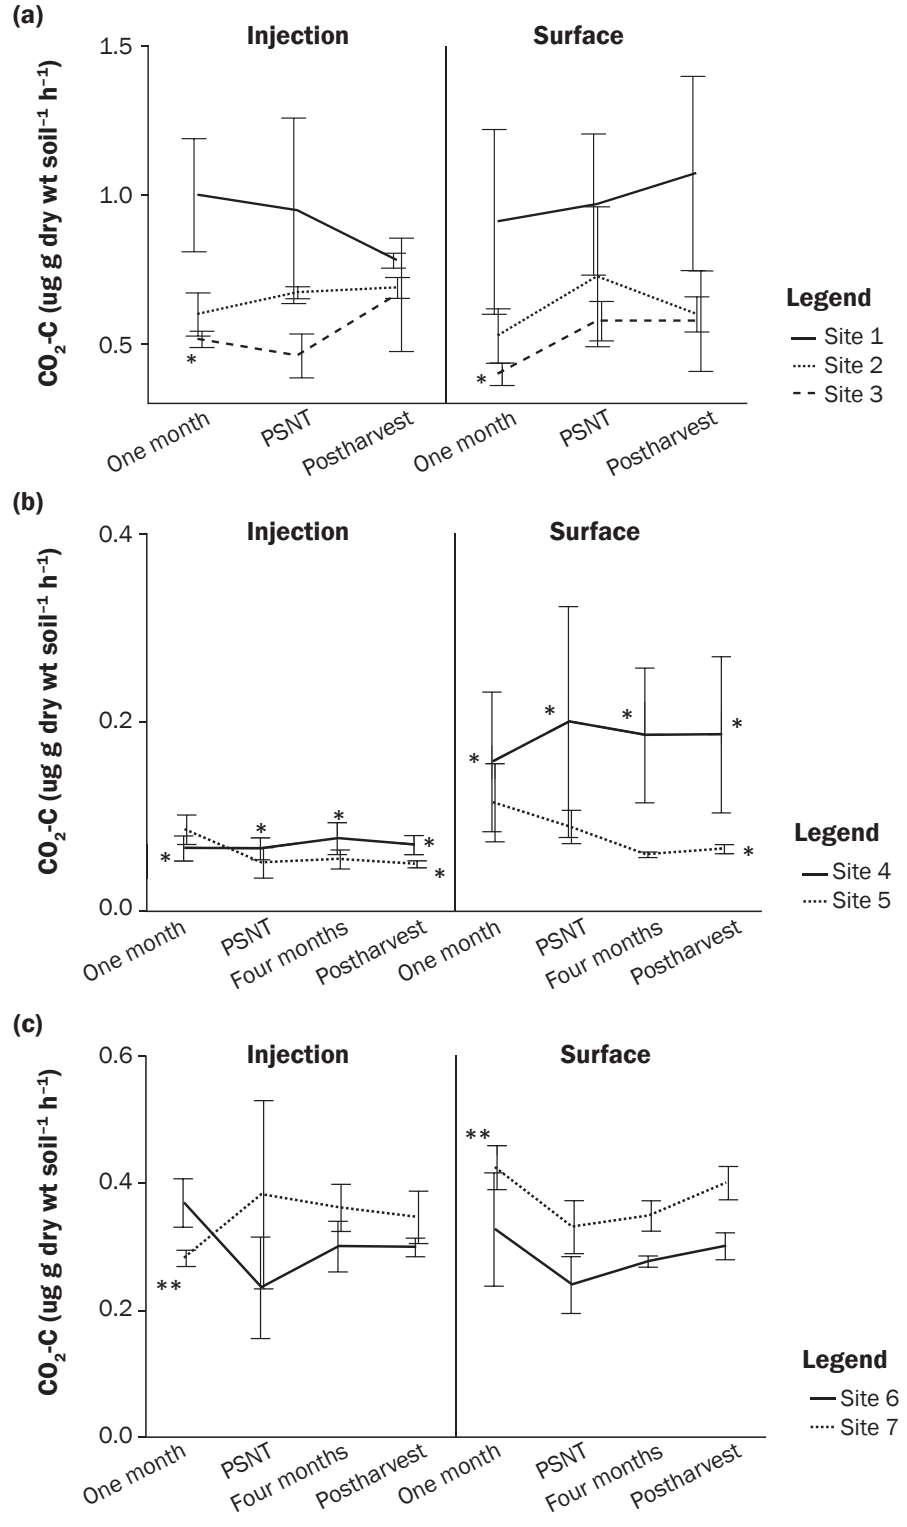 (a)
Injection
Surface
CO₂-C (ug g dry wt soil⁻¹ h⁻¹)
1.5
1.0
0.5
*
*
One month
PSNT
Postharvest
One month
PSNT
Postharvest
Legend
Site 1
Site 2
Site 3
(b)
Injection
Surface
CO₂-C (ug g dry wt soil⁻¹ h⁻¹)
0.4
0.2
0.0
*
*
*
*
*
*
*
*
*
*
One month
PSNT
Four months
Postharvest
One month
PSNT
Four months
Postharvest
Legend
Site 4
Site 5
(c)
Injection
Surface
CO₂-C (ug g dry wt soil⁻¹ h⁻¹)
0.6
0.4
0.2
0.0
**
**
One month
PSNT
Four months
Postharvest
One month
PSNT
Four months
Postharvest
Legend
Site 6
Site 7